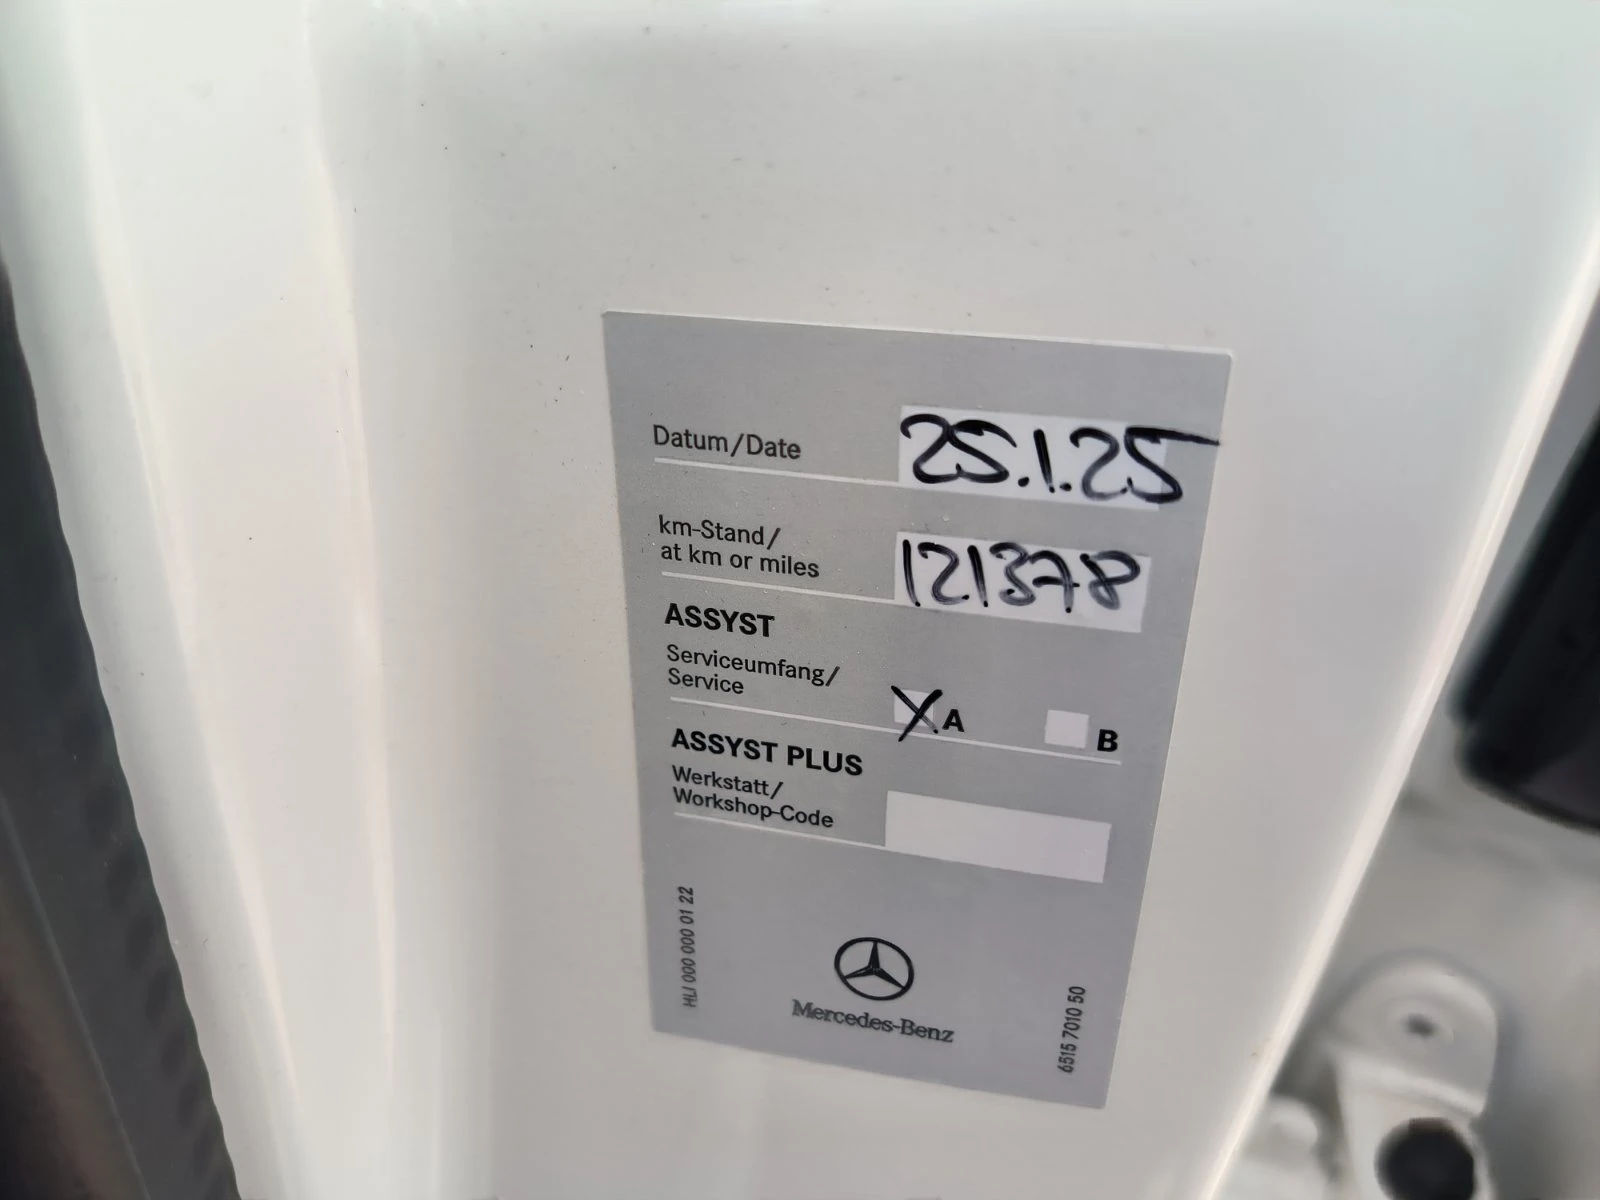 Datum/Date 25.1.25
km-Stand/
at km or miles 121378
ASSYST
Serviceumfang/
Service X A B
ASSYST PLUS
Werkstatt/
Workshop-Code
HLI 000 000 01 22
Mercedes-Benz
6515 7010 50